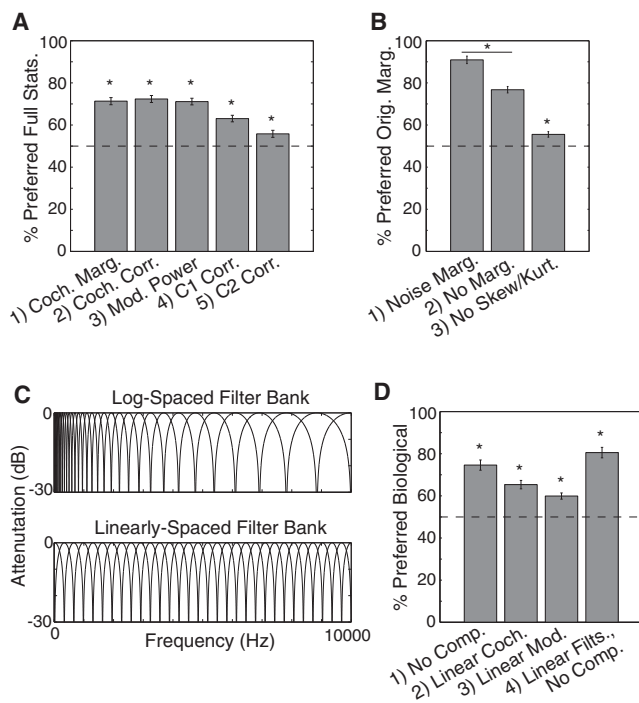 A
% Preferred Full Stats.
100
80
60
40
20
0
* * * * *
1) Coch. Marg.
2) Coch. Corr.
3) Mod. Power
4) C1 Corr.
5) C2 Corr.
B
% Preferred Orig. Marg.
100
80
60
40
20
0
* *
1) Noise Marg.
2) No Marg.
3) No Skew/Kurt.
C
Log-Spaced Filter Bank
0
-30
Attenutation (dB)
Linearly-Spaced Filter Bank
0
-30
0 10000
Frequency (Hz)
D
% Preferred Biological
100
80
60
40
20
0
* * * *
1) No Comp.
2) Linear Coch.
3) Linear Mod.
4) Linear Filts.,
No Comp.